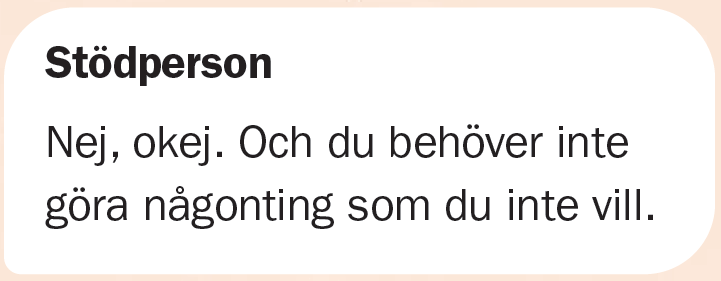 Stödperson
Nej, okej. Och du behöver inte
göra någonting som du inte vill.